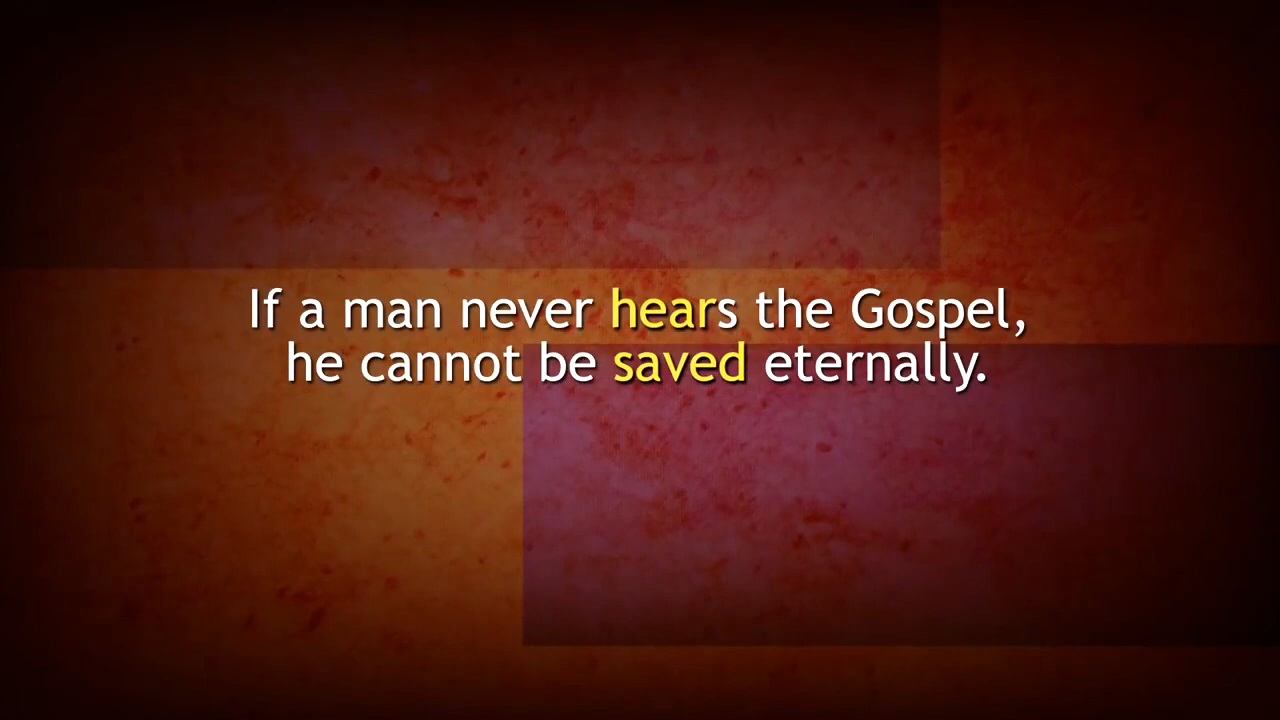 If a man never hears the Gospel,
he cannot be saved eternally.